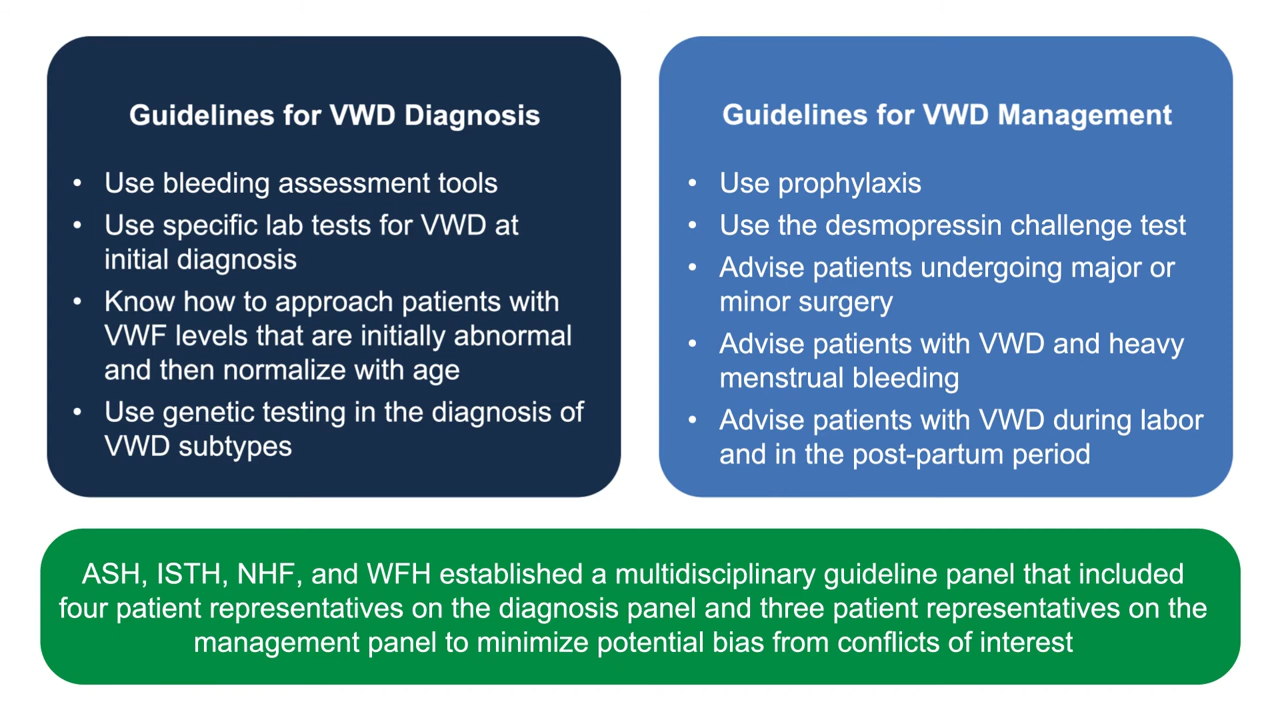 Guidelines for VWD Diagnosis
• Use bleeding assessment tools
• Use specific lab tests for VWD at
initial diagnosis
• Know how to approach patients with
VWF levels that are initially abnormal
and then normalize with age
• Use genetic testing in the diagnosis of
VWD subtypes
Guidelines for VWD Management
• Use prophylaxis
• Use the desmopressin challenge test
• Advise patients undergoing major or
minor surgery
• Advise patients with VWD and heavy
menstrual bleeding
• Advise patients with VWD during labor
and in the post-partum period
ASH, ISTH, NHF, and WFH established a multidisciplinary guideline panel that included
four patient representatives on the diagnosis panel and three patient representatives on the
management panel to minimize potential bias from conflicts of interest